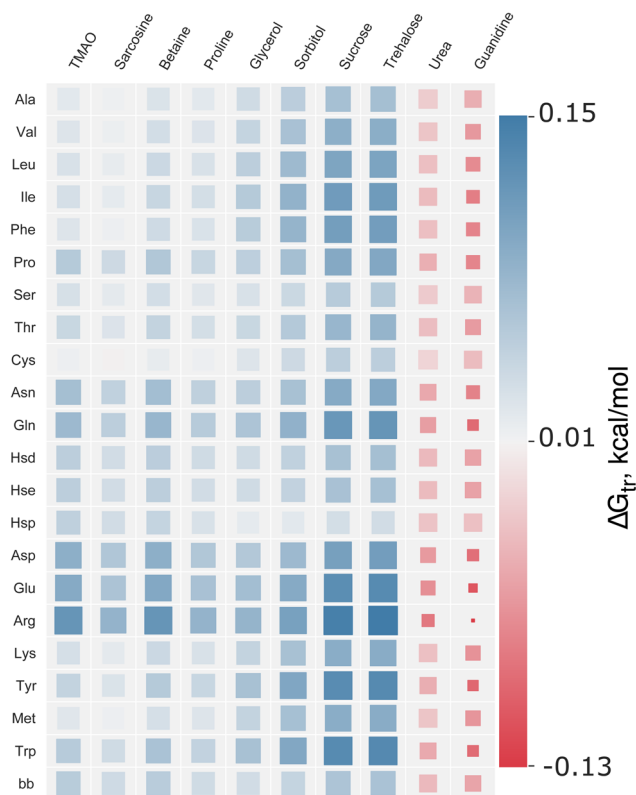 TMAO
Sarcosine
Betaine
Proline
Glycerol
Sorbitol
Sucrose
Trehalose
Urea
Guanidine
Ala
Val
Leu
Ile
Phe
Pro
Ser
Thr
Cys
Asn
Gln
Hsd
Hse
Hsp
Asp
Glu
Arg
Lys
Tyr
Met
Trp
bb
0.15
0.01
-0.13
ΔGtr, kcal/mol